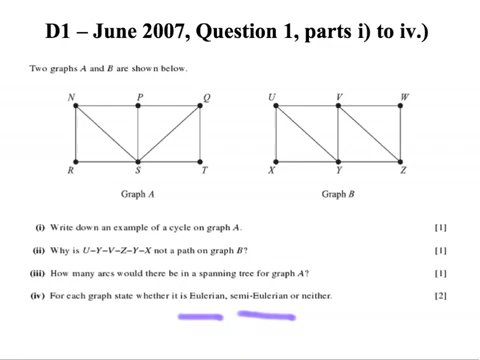 D1 – June 2007, Question 1, parts i) to iv.)
Two graphs A and B are shown below.
N P Q U V W
R S T X Y Z
Graph A Graph B
(i) Write down an example of a cycle on graph A. [1]
(ii) Why is U–Y–V–Z–Y–X not a path on graph B? [1]
(iii) How many arcs would there be in a spanning tree for graph A? [1]
(iv) For each graph state whether it is Eulerian, semi-Eulerian or neither. [2]